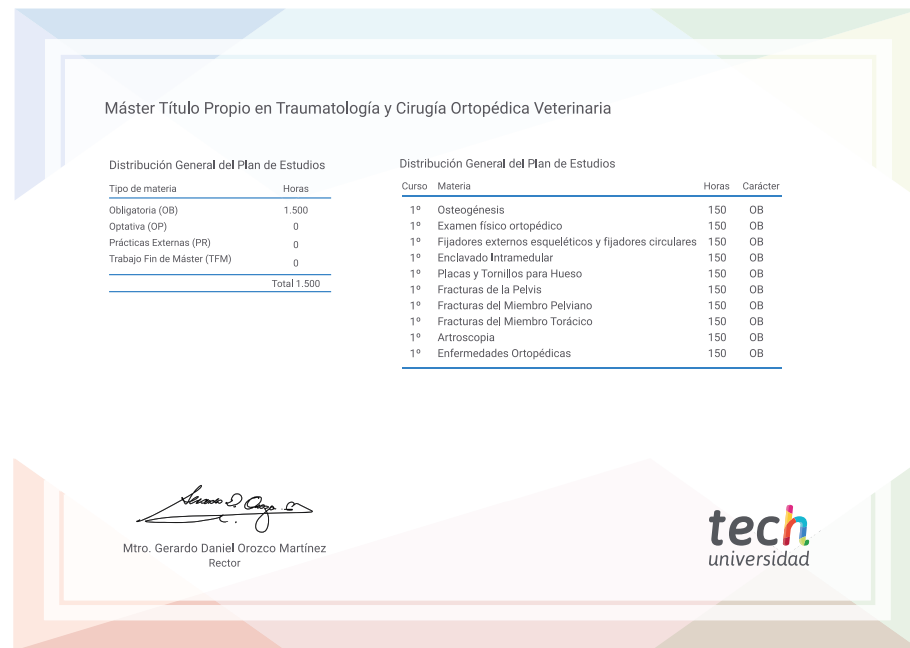 Máster Título Propio en Traumatología y Cirugía Ortopédica Veterinaria
Distribución General del Plan de Estudios
Tipo de materia Horas
Obligatoria (OB) 1.500
Optativa (OP) 0
Prácticas Externas (PR) 0
Trabajo Fin de Máster (TFM) 0
Total 1.500
Distribución General del Plan de Estudios
Curso Materia Horas Carácter
1º Osteogénesis 150 OB
1º Examen físico ortopédico 150 OB
1º Fijadores externos esqueléticos y fijadores circulares 150 OB
1º Enclavado Intramedular 150 OB
1º Placas y Tornillos para Hueso 150 OB
1º Fracturas de la Pelvis 150 OB
1º Fracturas del Miembro Pelviano 150 OB
1º Fracturas del Miembro Torácico 150 OB
1º Artroscopia 150 OB
1º Enfermedades Ortopédicas 150 OB
Mtro. Gerardo Daniel Orozco Martínez
Rector
tech
universidad